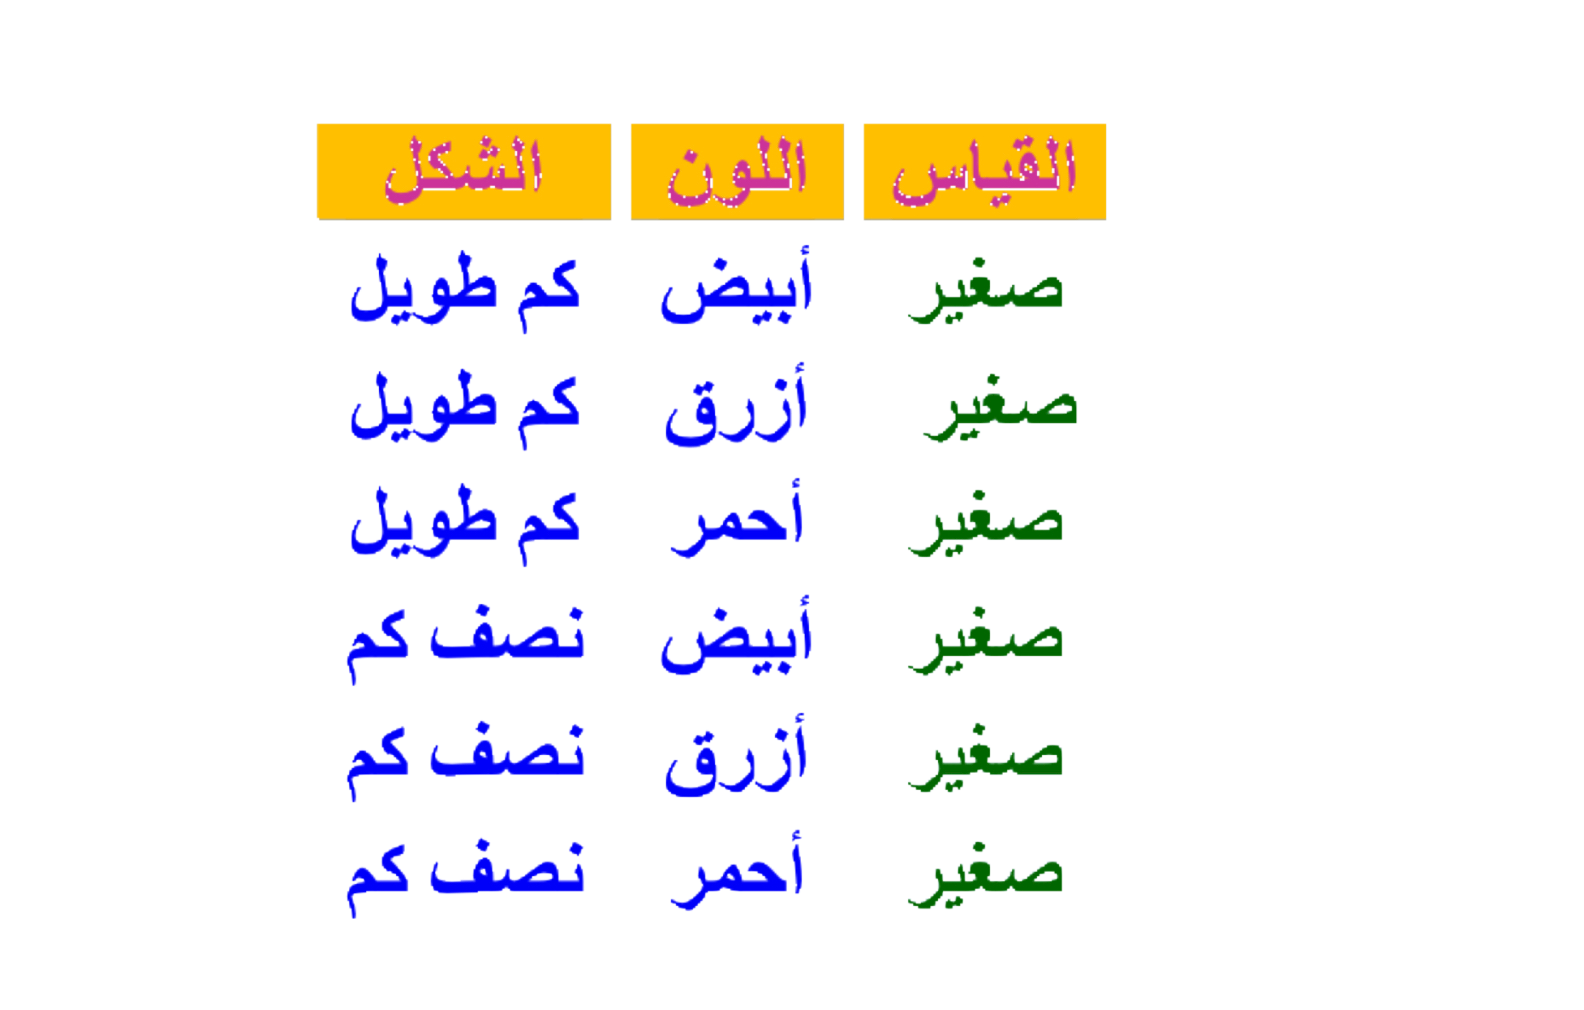 القياس اللون الشكل
صغير أبيض كم طويل
صغير أزرق كم طويل
صغير أحمر كم طويل
صغير أبيض نصف كم
صغير أزرق نصف كم
صغير أحمر نصف كم